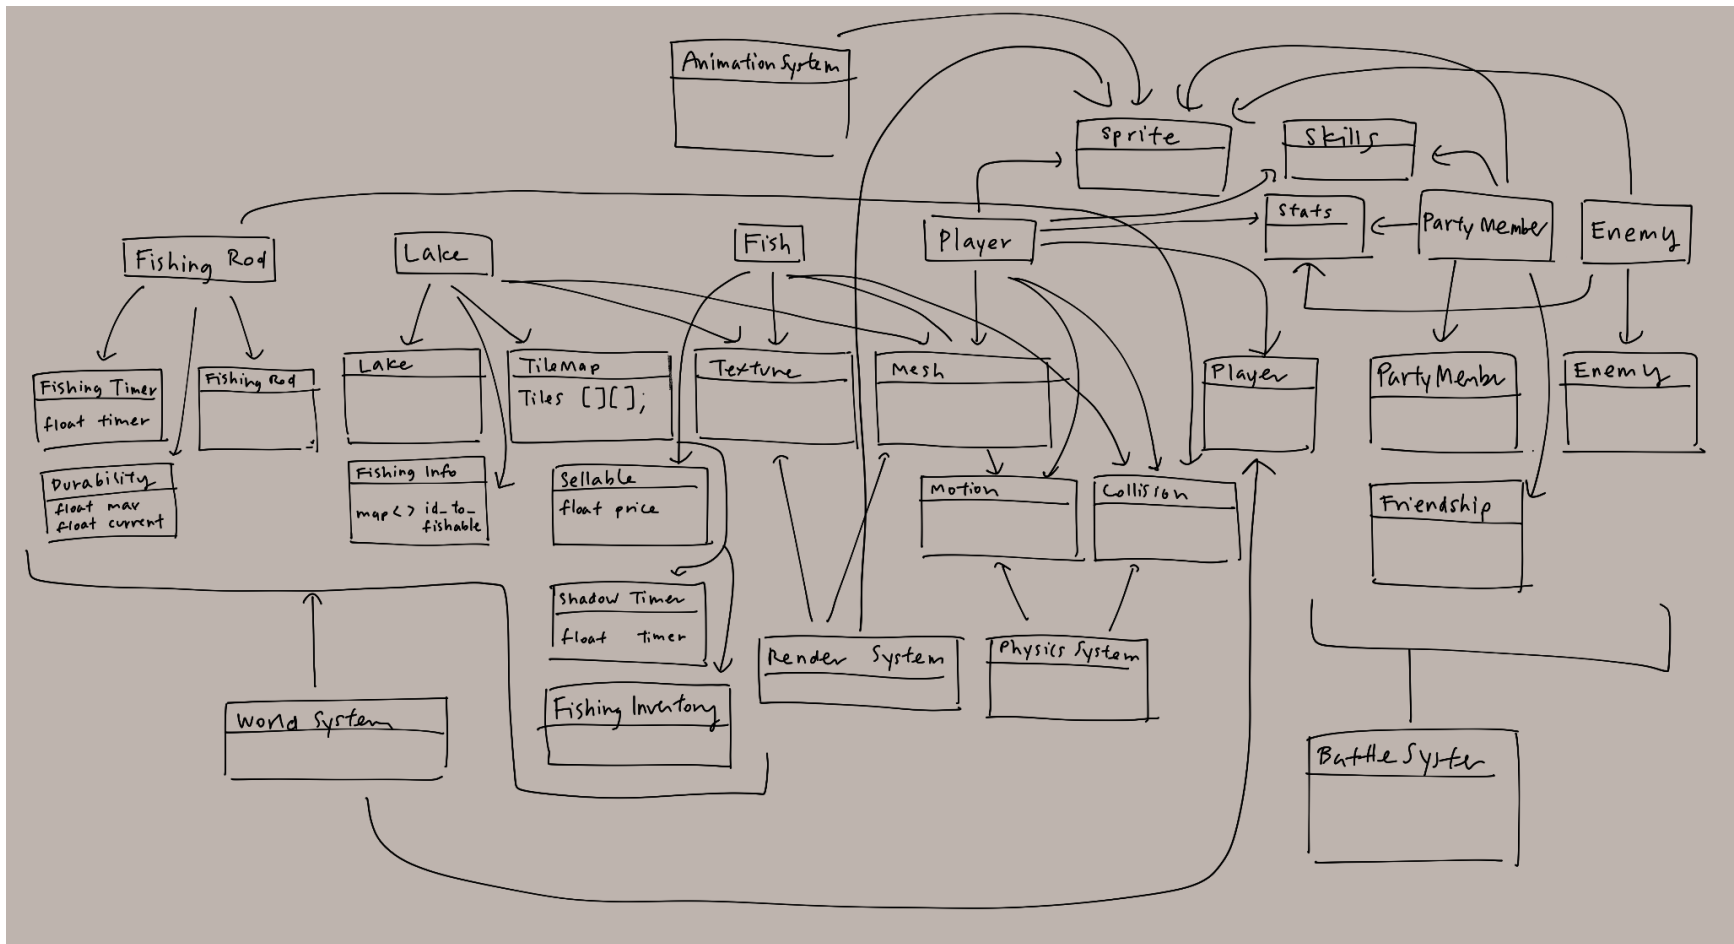 Animation System
Sprite
Skills
Stats
Party Member
Enemy
Fishing Rod
Lake
Fish
Player
Fishing Timer
float timer
Fishing Rod
Lake
TileMap
Tiles [][];
Texture
Mesh
Player
Party Membr
Enemy
Durability
float max
float current
Fishing Info
map<> id_to_
fishable
Sellable
float price
Motion
Collision
Friendship
Shadow Timer
float timer
Render System
Physics System
Fishing Inventory
World System
Battle System